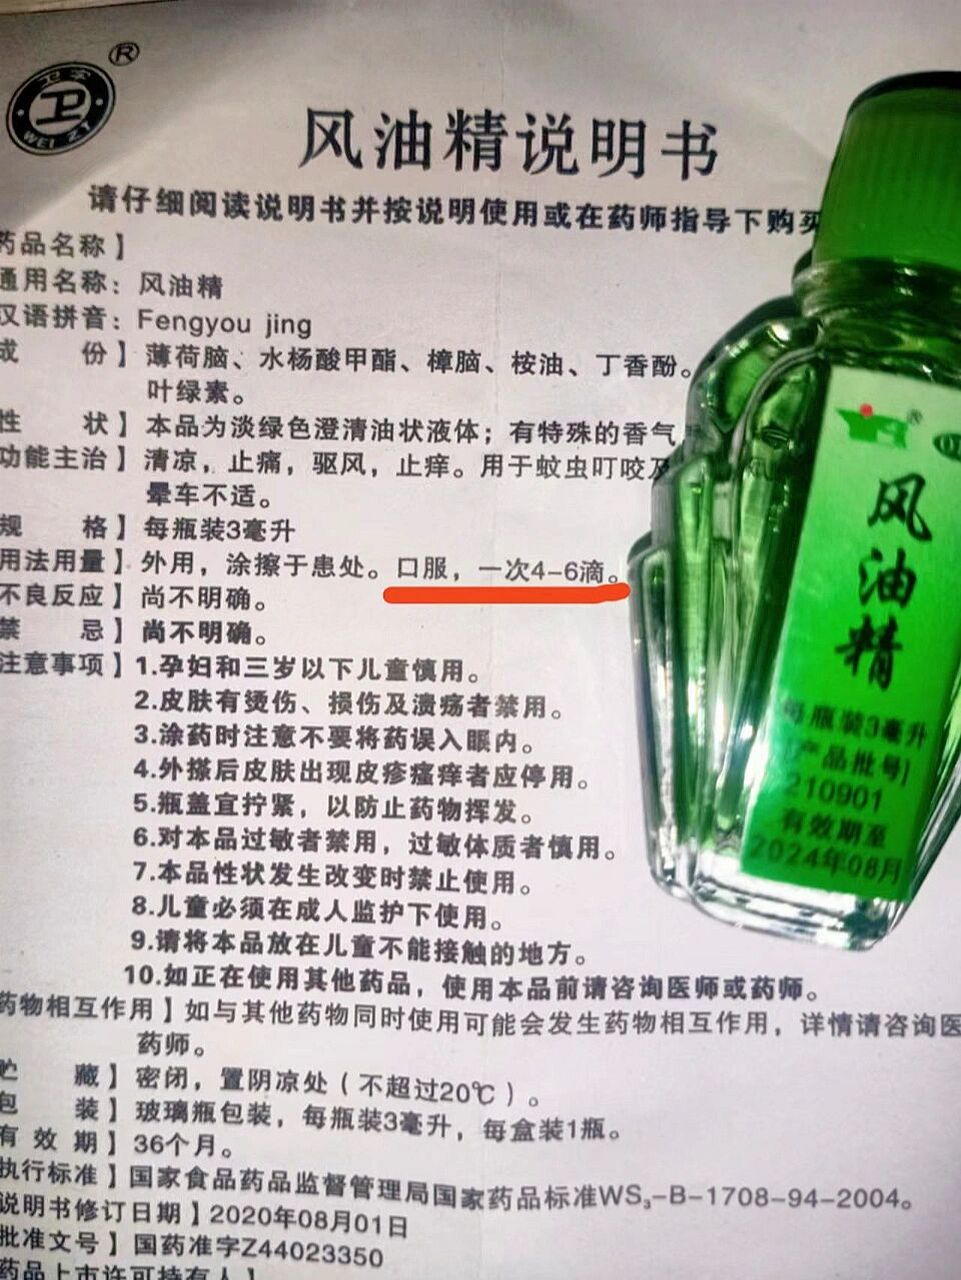 卫字
卫
WEI ZI
®
风油精说明书
请仔细阅读说明书并按说明使用或在药师指导下购买
药品名称】
通用名称：风油精
汉语拼音：Fengyou jing
成 份】薄荷脑、水杨酸甲酯、樟脑、桉油、丁香酚。
叶绿素。
性 状】本品为淡绿色澄清油状液体；有特殊的香气，
功能主治】清凉，止痛，驱风，止痒。用于蚊虫叮咬及
晕车不适。
规 格】每瓶装3毫升
用法用量】外用，涂擦于患处。口服，一次4-6滴。
不良反应】尚不明确。
禁 忌】尚不明确。
注意事项】1.孕妇和三岁以下儿童慎用。
2.皮肤有烫伤、损伤及溃疡者禁用。
3.涂药时注意不要将药误入眼内。
4.外搽后皮肤出现皮疹瘙痒者应停用。
5.瓶盖宜拧紧，以防止药物挥发。
6.对本品过敏者禁用，过敏体质者慎用。
7.本品性状发生改变时禁止使用。
8.儿童必须在成人监护下使用。
9.请将本品放在儿童不能接触的地方。
10.如正在使用其他药品，使用本品前请咨询医师或药师。
药物相互作用】如与其他药物同时使用可能会发生药物相互作用，详情请咨询医
药师。
贮 藏】密闭，置阴凉处（不超过20℃）。
包 装】玻璃瓶包装，每瓶装3毫升，每盒装1瓶。
有 效 期】36个月。
执行标准】国家食品药品监督管理局国家药品标准WS₃-B-1708-94-2004。
说明书修订日期】2020年08月01日
批准文号】国药准字Z44023350
药品上市许可持有人】
®
风油精
每瓶装3毫升
[产品批号]
210901
有效期至
2024年08月